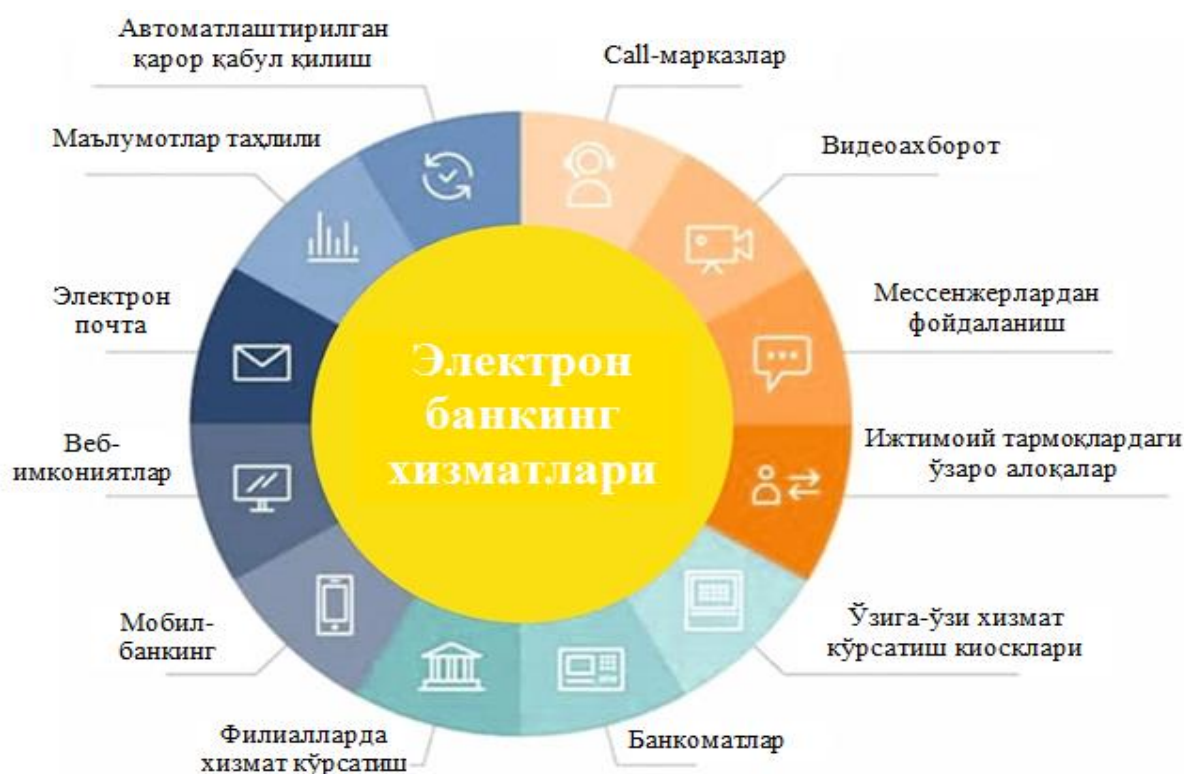 Автоматлаштирилган
қарор қабул қилиш
Call-марказлар
Маълумотлар таҳлили
Видеоахборот
Электрон
почта
Мессенжерлардан
фойдаланиш
Электрон
банкинг
хизматлари
Веб-
имкониятлар
Ижтимоий тармоқлардаги
ўзаро алоқалар
Мобил-
банкинг
Ўзига-ўзи хизмат
кўрсатиш киосклари
Филиалларда
хизмат кўрсатиш
Банкоматлар